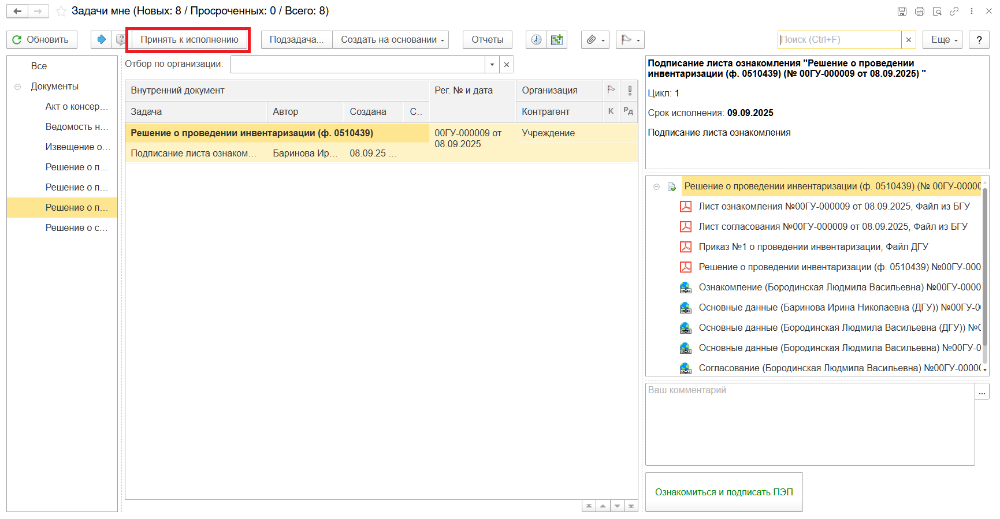 Задачи мне (Новых: 8 / Просроченных: 0 / Всего: 8)
Обновить
Принять к исполнению
Подзадача...
Создать на основании
Отчеты
Поиск (Ctrl+F)
Еще
?
Все
Документы
Акт о консер...
Ведомость н...
Извещение о...
Решение о п...
Решение о п...
Решение о п...
Решение о с...
Отбор по организации:
Внутренний документ
Рег. № и дата
Организация
Задача
Автор
Создана
С..
Контрагент
К
РД
Решение о проведении инвентаризации (ф. 0510439)
00ГУ-000009 от
08.09.2025
Учреждение
Подписание листа ознаком...
Баринова Ир...
08.09.25 ...
Подписание листа ознакомления "Решение о проведении
инвентаризации (ф. 0510439) (№ 00ГУ-000009 от 08.09.2025) "
Цикл: 1
Срок исполнения: 09.09.2025
Подписание листа ознакомления
Решение о проведении инвентаризации (ф. 0510439) (№ 00ГУ-0000
Лист ознакомления №00ГУ-000009 от 08.09.2025, Файл из БГУ
Лист согласования №00ГУ-000009 от 08.09.2025, Файл из БГУ
Приказ №1 о проведении инвентаризации, Файл ДГУ
Решение о проведении инвентаризации (ф. 0510439) №00ГУ-000
Ознакомление (Бородинская Людмила Васильевна) №00ГУ-0000
Основные данные (Баринова Ирина Николаевна (ДГУ)) №00ГУ-0
Основные данные (Бородинская Людмила Васильевна (ДГУ)) №0
Основные данные (Бородинская Людмила Васильевна) №00ГУ-0
Согласование (Бородинская Людмила Васильевна) №00ГУ-0000
Ваш комментарий
...
Ознакомиться и подписать ПЭП